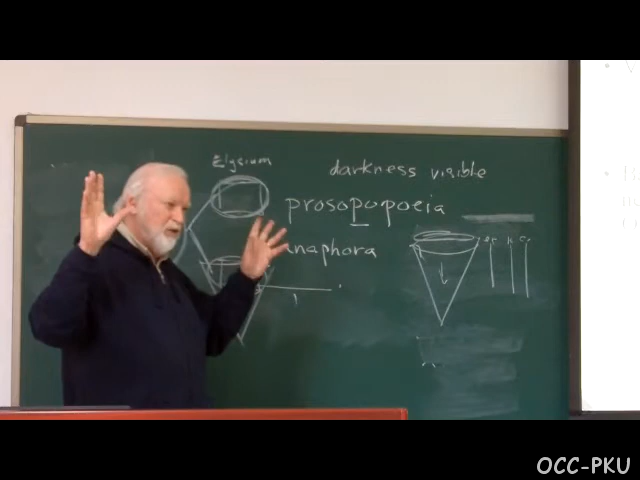 Elysium
darkness visible
prosopopoeia
anaphora
OCC-PKU